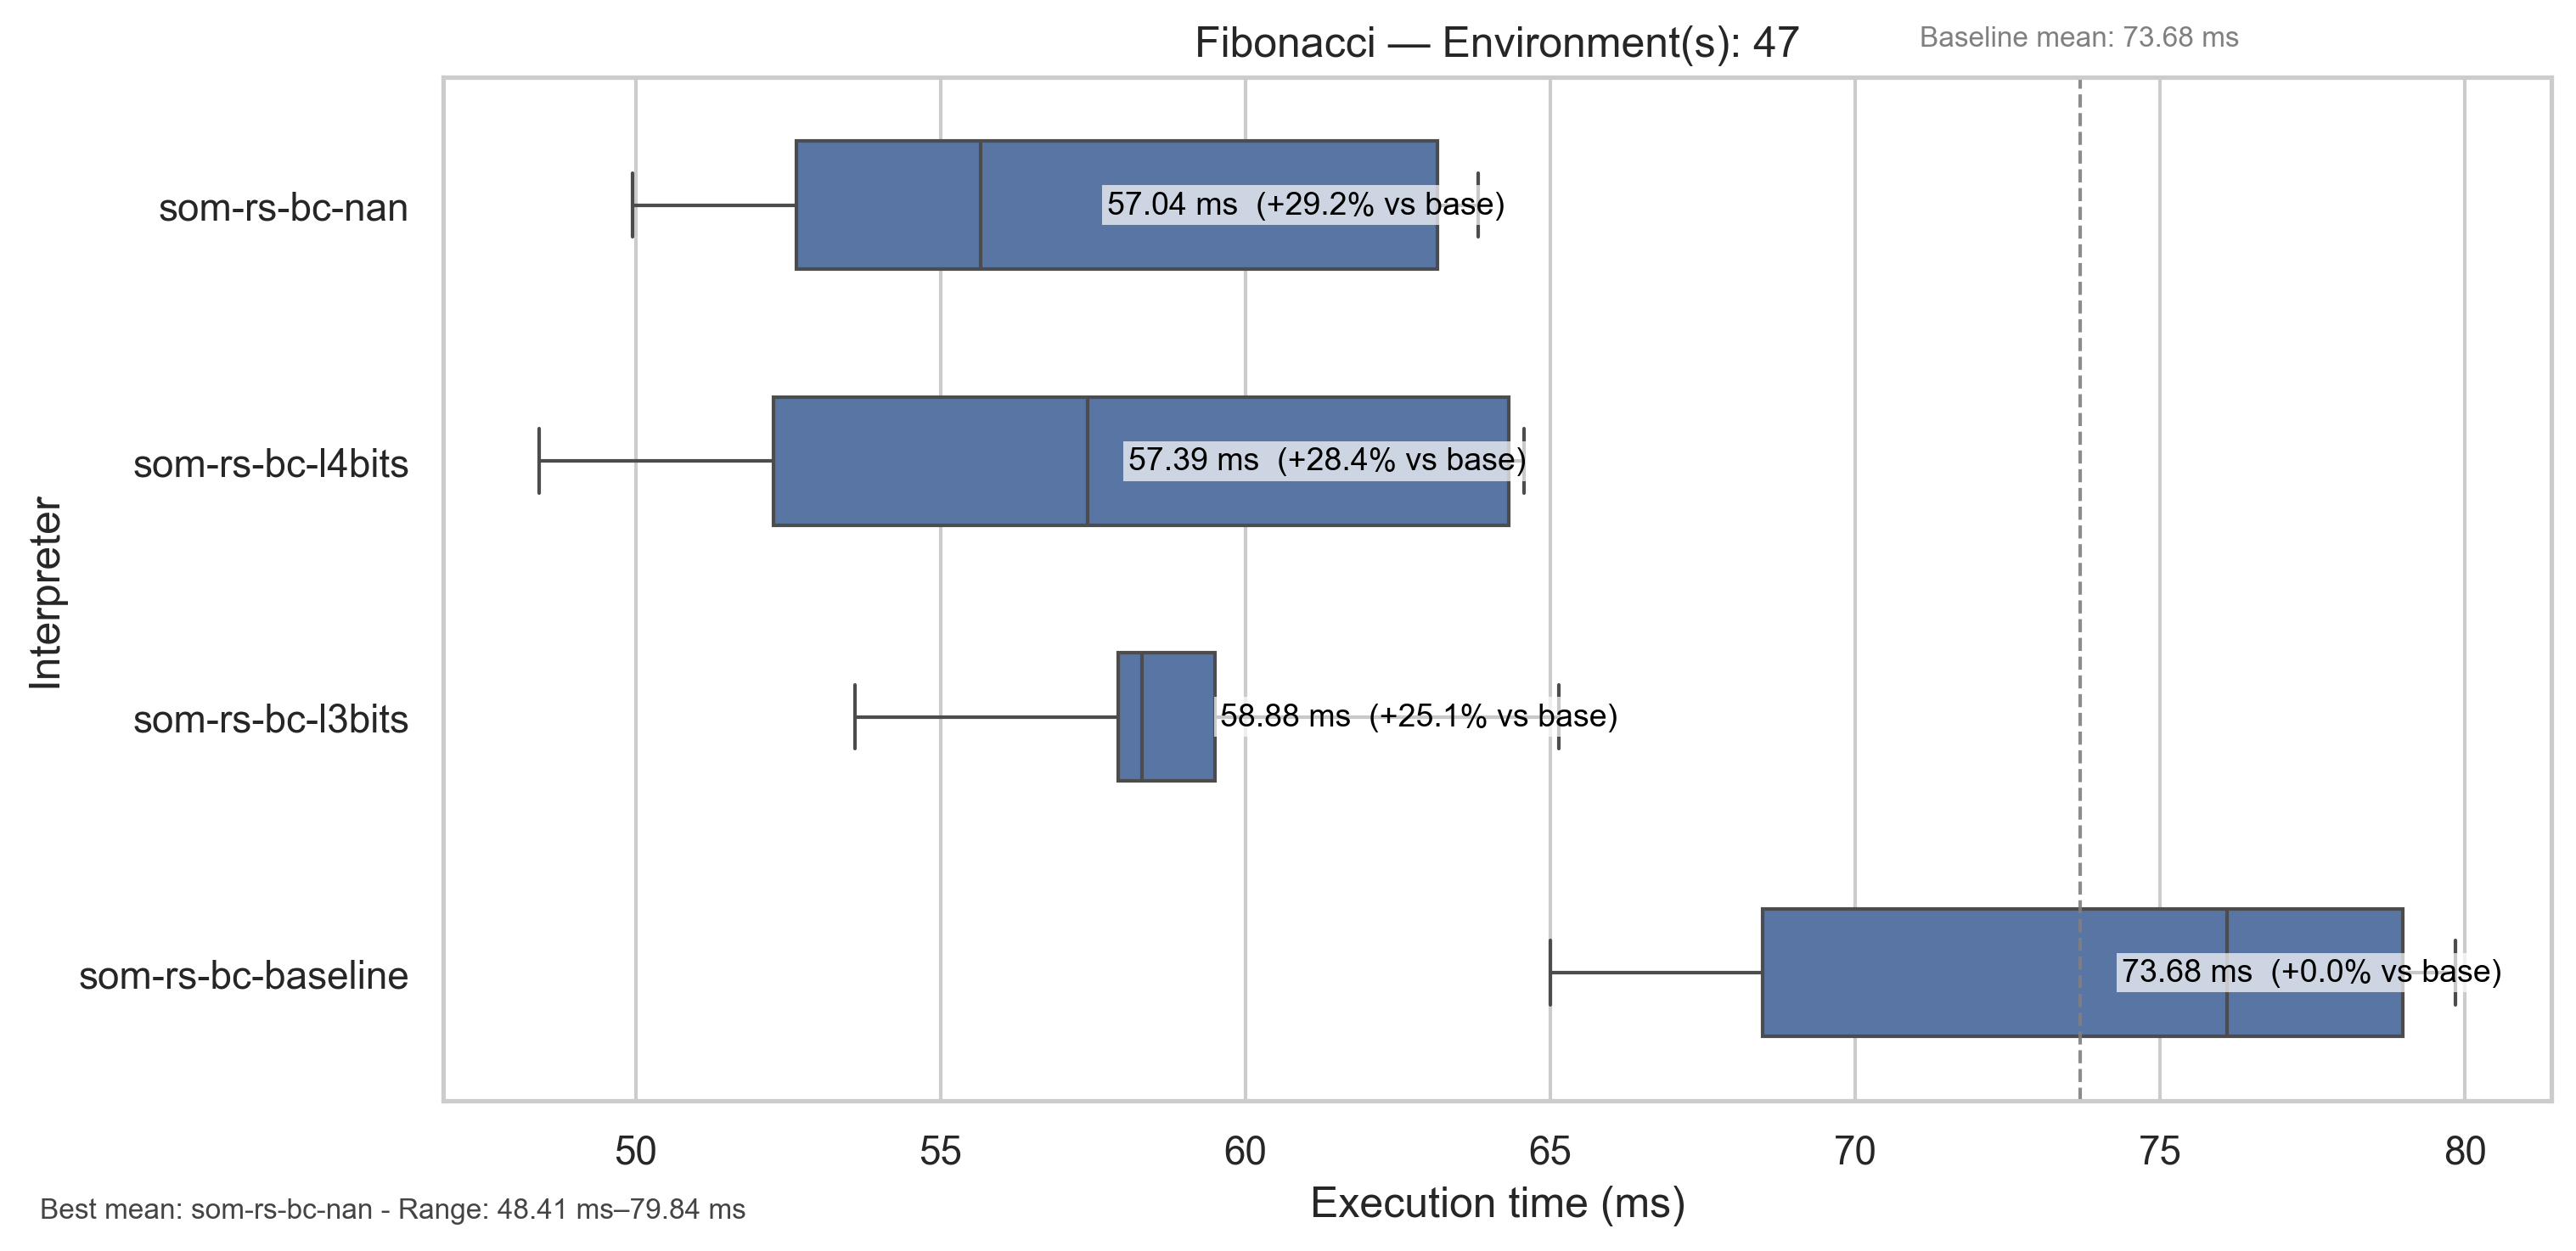 Fibonacci — Environment(s): 47
Baseline mean: 73.68 ms
som-rs-bc-nan
57.04 ms  (+29.2% vs base)
som-rs-bc-l4bits
57.39 ms  (+28.4% vs base)
som-rs-bc-l3bits
58.88 ms  (+25.1% vs base)
som-rs-bc-baseline
73.68 ms  (+0.0% vs base)
Interpreter
50 55 60 65 70 75 80
Execution time (ms)
Best mean: som-rs-bc-nan - Range: 48.41 ms–79.84 ms